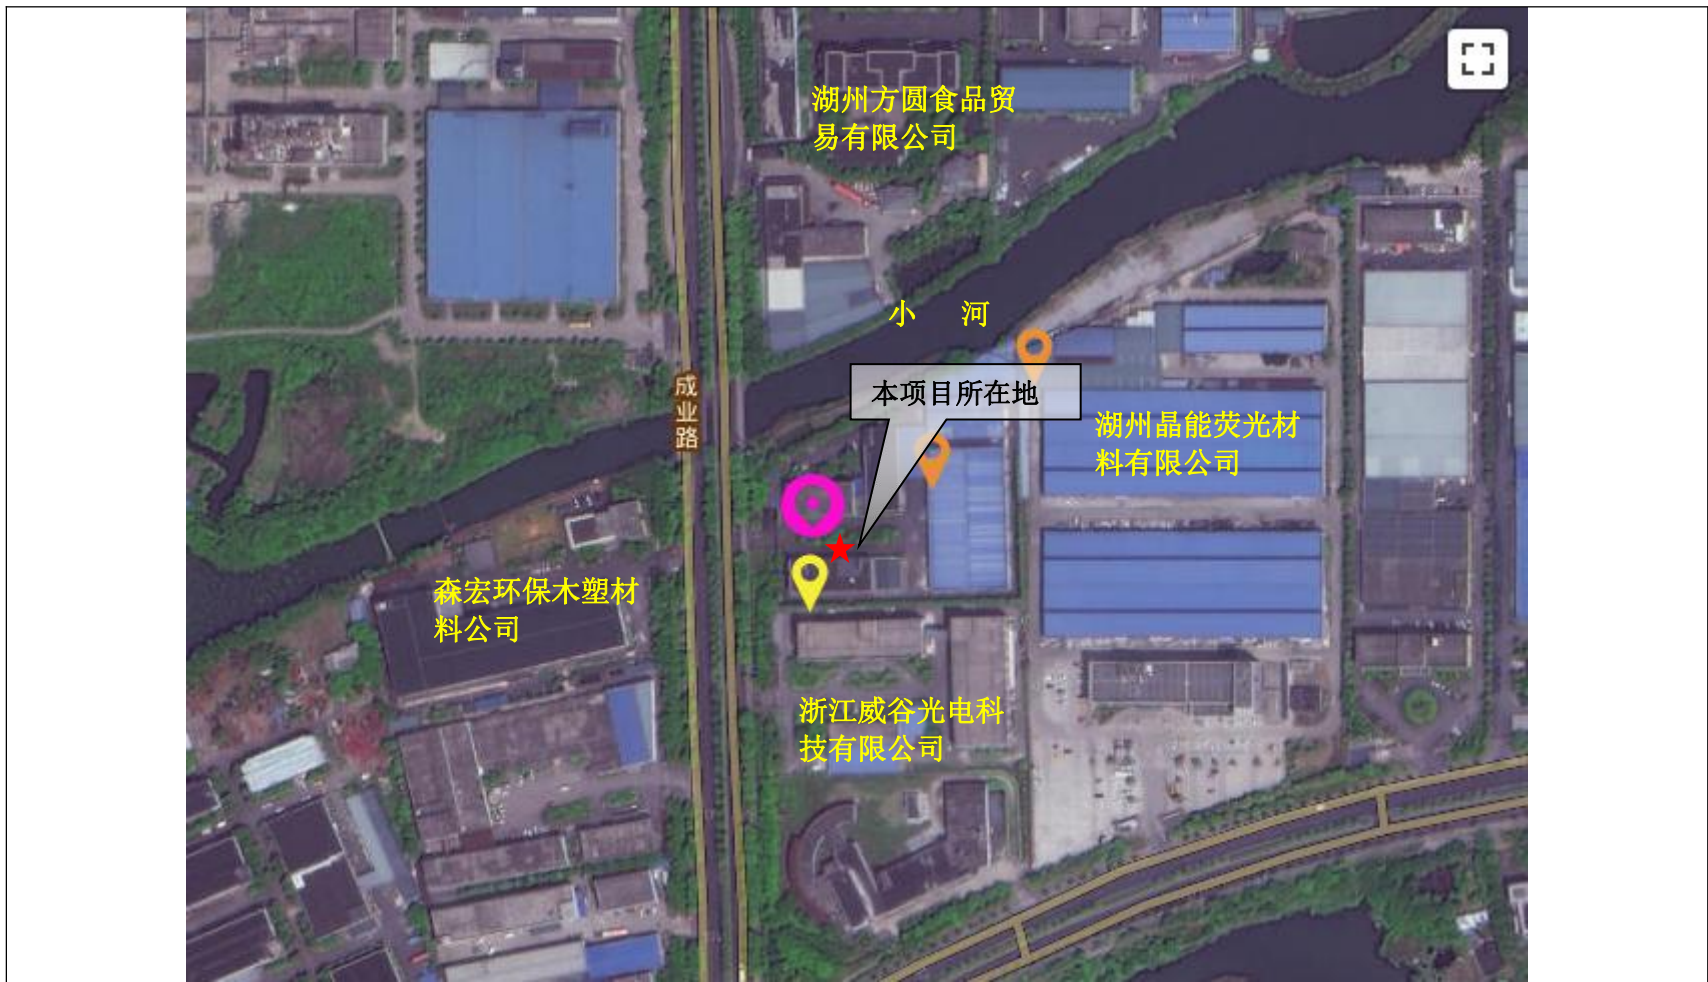 湖州方圆食品贸
易有限公司
小 河
成业路
本项目所在地
湖州晶能荧光材
料有限公司
森宏环保木塑材
料公司
浙江威谷光电科
技有限公司